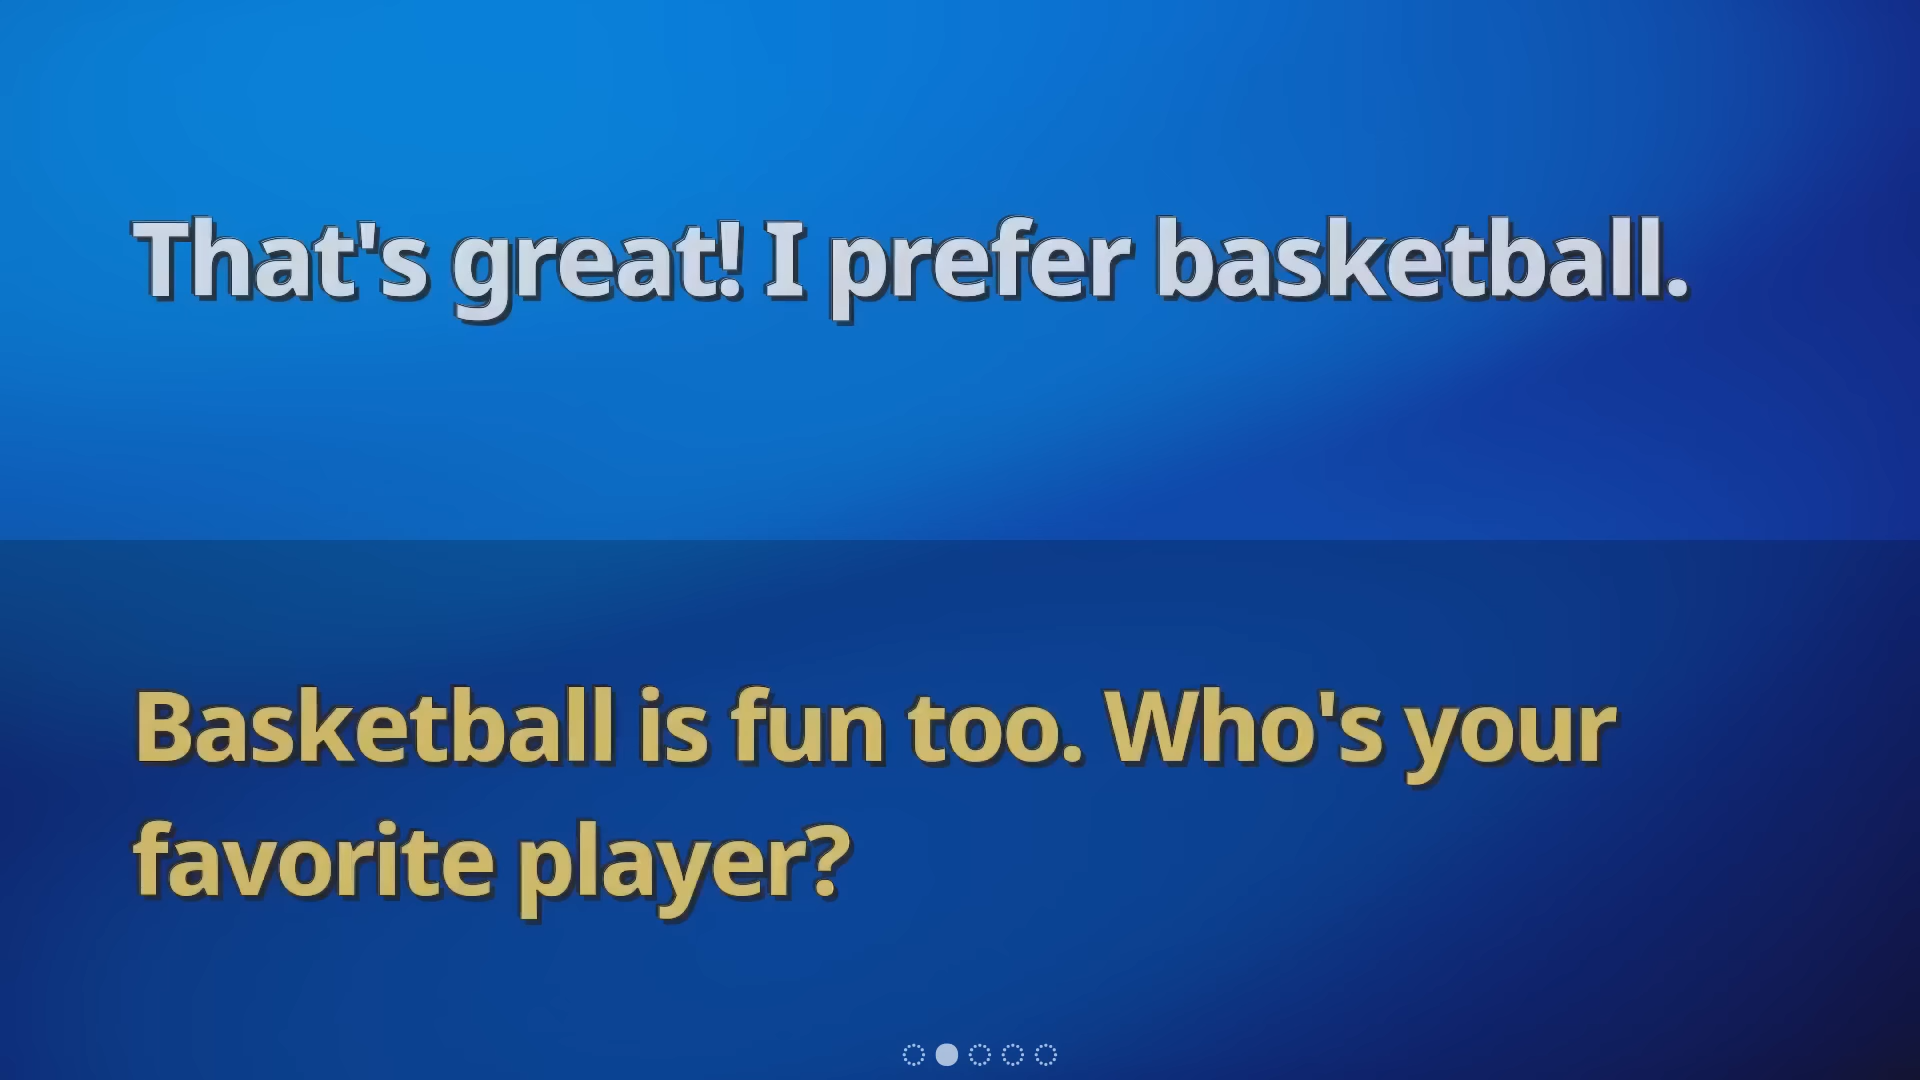 That's great! I prefer basketball.
Basketball is fun too. Who's your
favorite player?